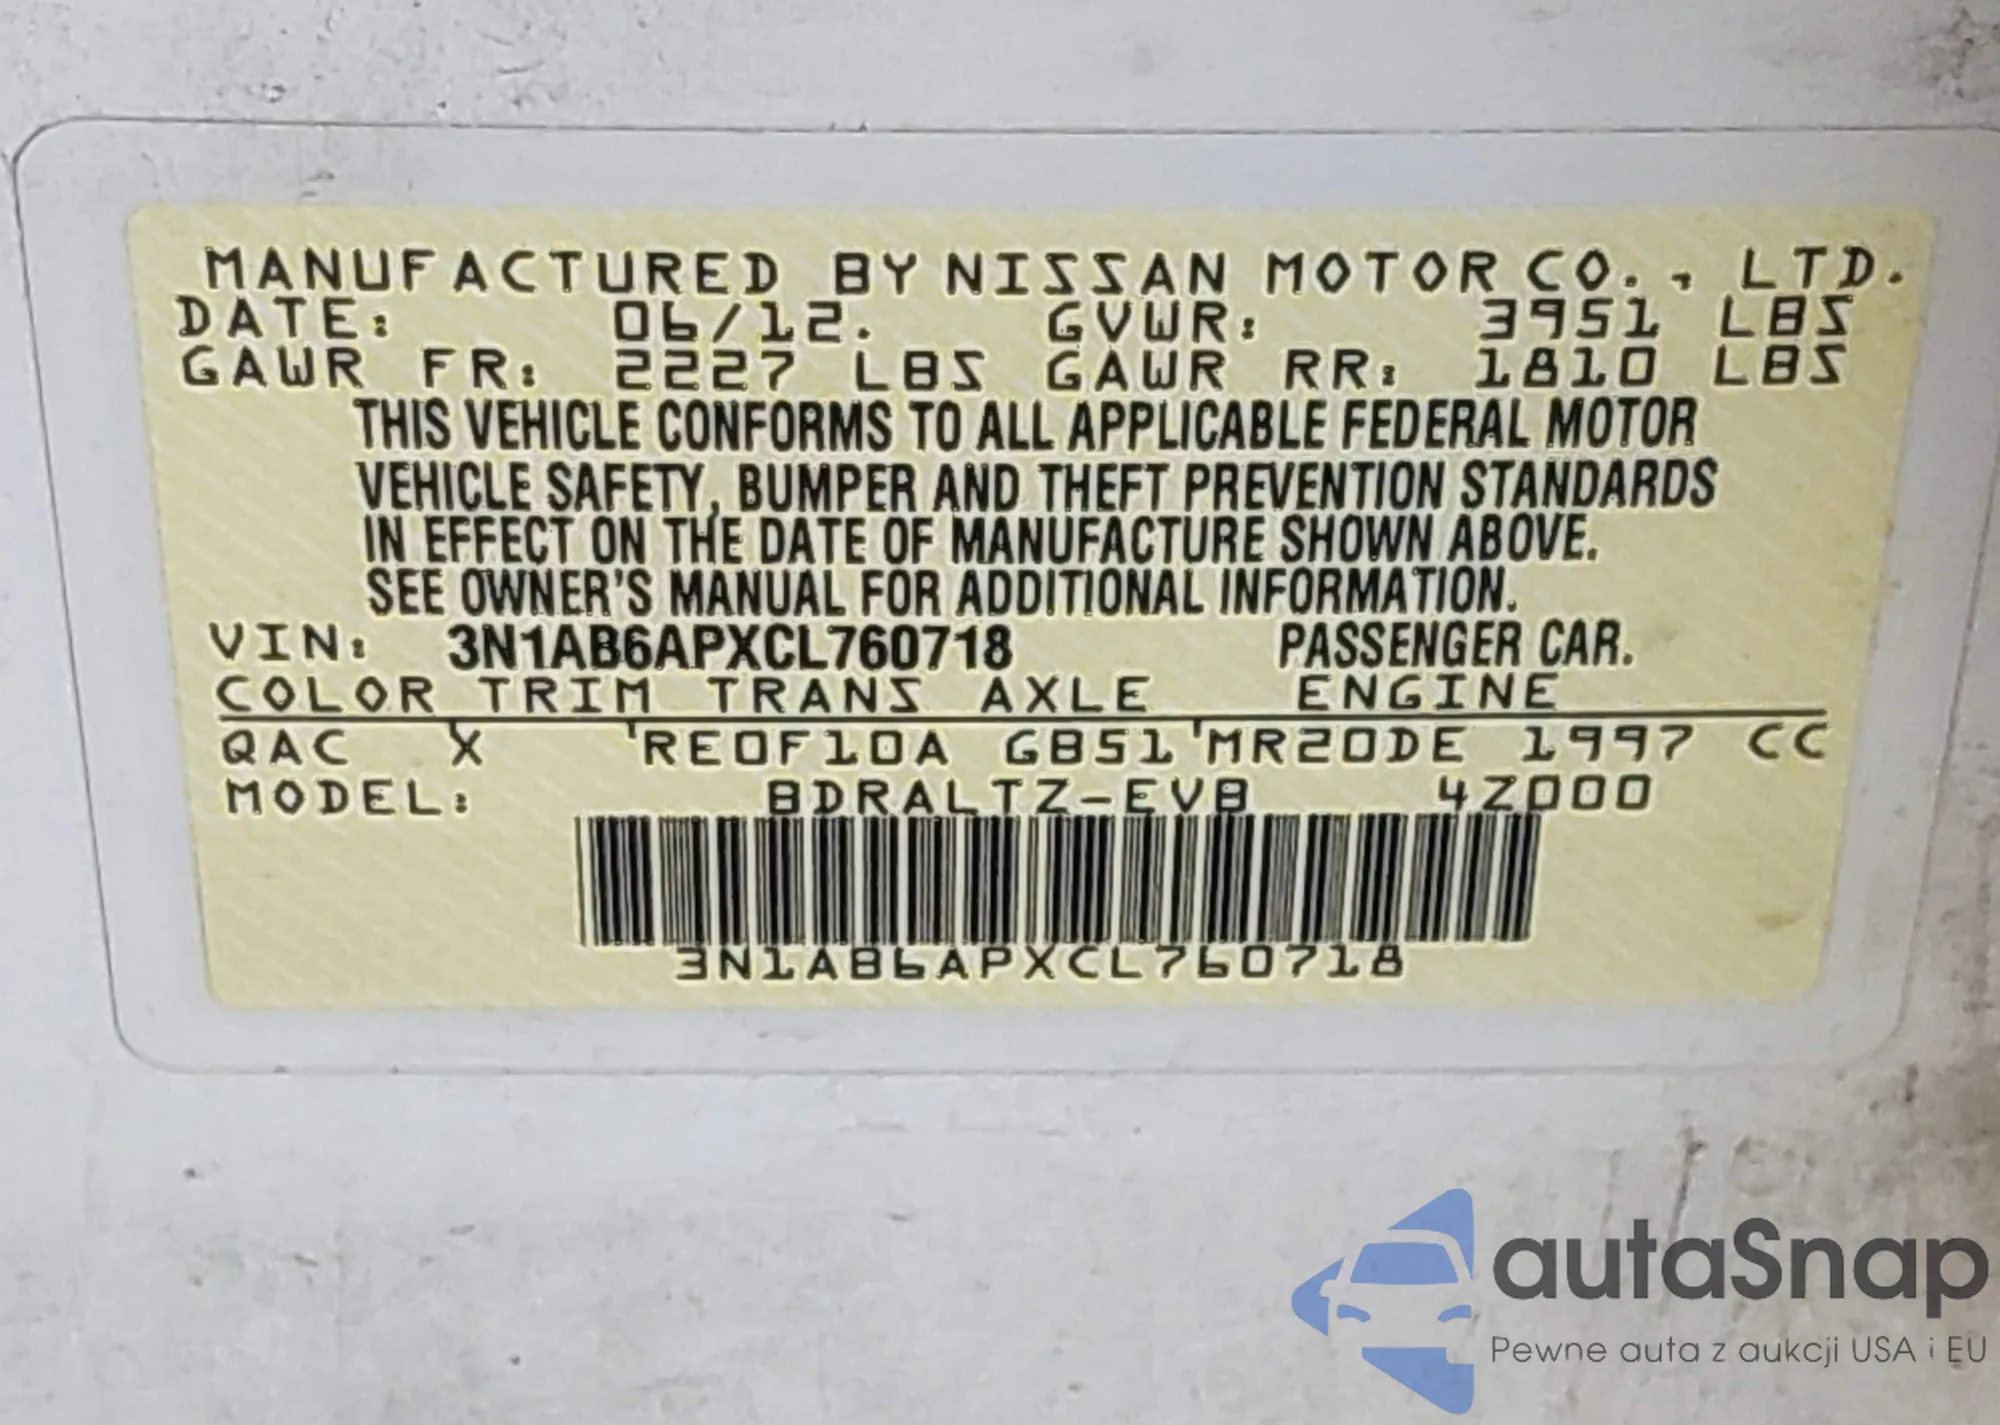 MANUFACTURED BY NISSAN MOTOR CO., LTD.
DATE: 06/12. GVWR: 3951 LBS
GAWR FR: 2227 LBS GAWR RR: 1810 LBS
THIS VEHICLE CONFORMS TO ALL APPLICABLE FEDERAL MOTOR
VEHICLE SAFETY, BUMPER AND THEFT PREVENTION STANDARDS
IN EFFECT ON THE DATE OF MANUFACTURE SHOWN ABOVE.
SEE OWNER'S MANUAL FOR ADDITIONAL INFORMATION.
VIN: 3N1AB6APXCL760718 PASSENGER CAR.
COLOR TRIM TRANS AXLE ENGINE
QAC X 'RE0F10A GB51'MR20DE 1997 CC
MODEL: BDRALTZ-EVB 4Z000
3N1AB6APXCL760718
autaSnap
Pewne auta z aukcji USA i EU